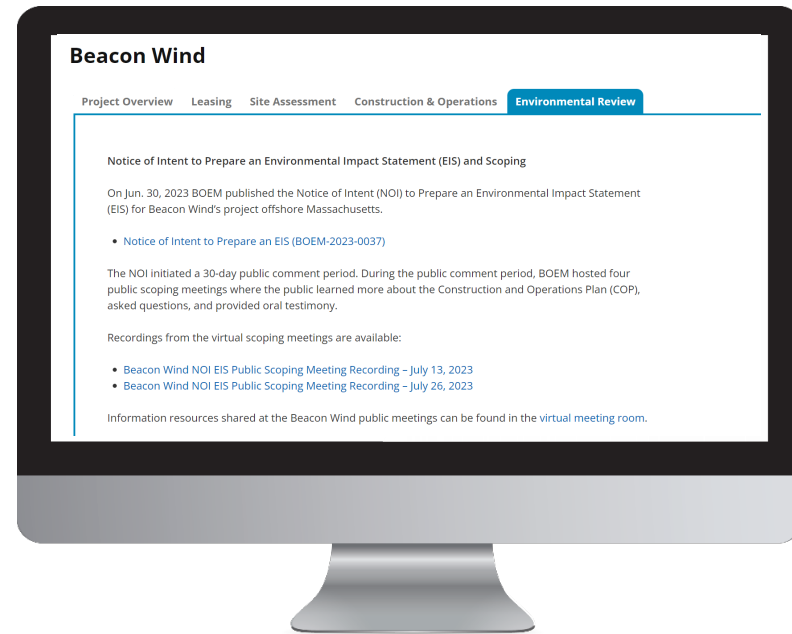 Beacon Wind
Project Overview Leasing Site Assessment Construction & Operations Environmental Review
Notice of Intent to Prepare an Environmental Impact Statement (EIS) and Scoping
On Jun. 30, 2023 BOEM published the Notice of Intent (NOI) to Prepare an Environmental Impact Statement
(EIS) for Beacon Wind’s project offshore Massachusetts.
• Notice of Intent to Prepare an EIS (BOEM-2023-0037)
The NOI initiated a 30-day public comment period. During the public comment period, BOEM hosted four
public scoping meetings where the public learned more about the Construction and Operations Plan (COP),
asked questions, and provided oral testimony.
Recordings from the virtual scoping meetings are available:
• Beacon Wind NOI EIS Public Scoping Meeting Recording – July 13, 2023
• Beacon Wind NOI EIS Public Scoping Meeting Recording – July 26, 2023
Information resources shared at the Beacon Wind public meetings can be found in the virtual meeting room.